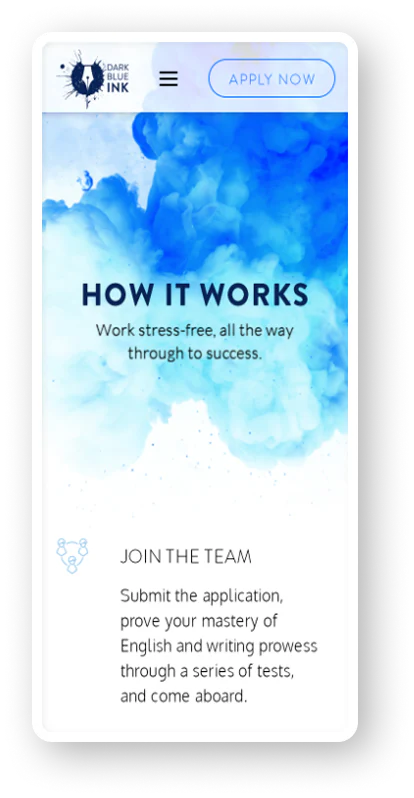 DARK
BLUE
INK
APPLY NOW
HOW IT WORKS
Work stress-free, all the way
through to success.
JOIN THE TEAM
Submit the application,
prove your mastery of
English and writing prowess
through a series of tests,
and come aboard.